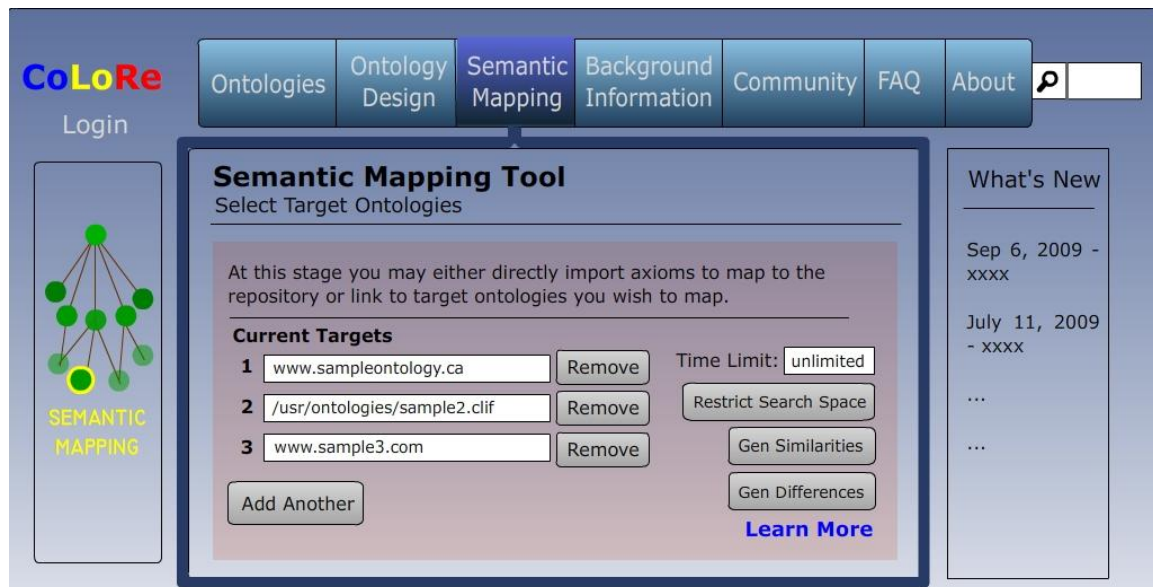 CoLoRe
Login
Ontologies
Ontology
Design
Semantic
Mapping
Background
Information
Community
FAQ
About
SEMANTIC
MAPPING
Semantic Mapping Tool
Select Target Ontologies
At this stage you may either directly import axioms to map to the
repository or link to target ontologies you wish to map.
Current Targets
1 www.sampleontology.ca Remove
2 /usr/ontologies/sample2.clif Remove
3 www.sample3.com Remove
Add Another
Time Limit: unlimited
Restrict Search Space
Gen Similarities
Gen Differences
Learn More
What's New
Sep 6, 2009 -
xxxx
July 11, 2009
- xxxx
...
...